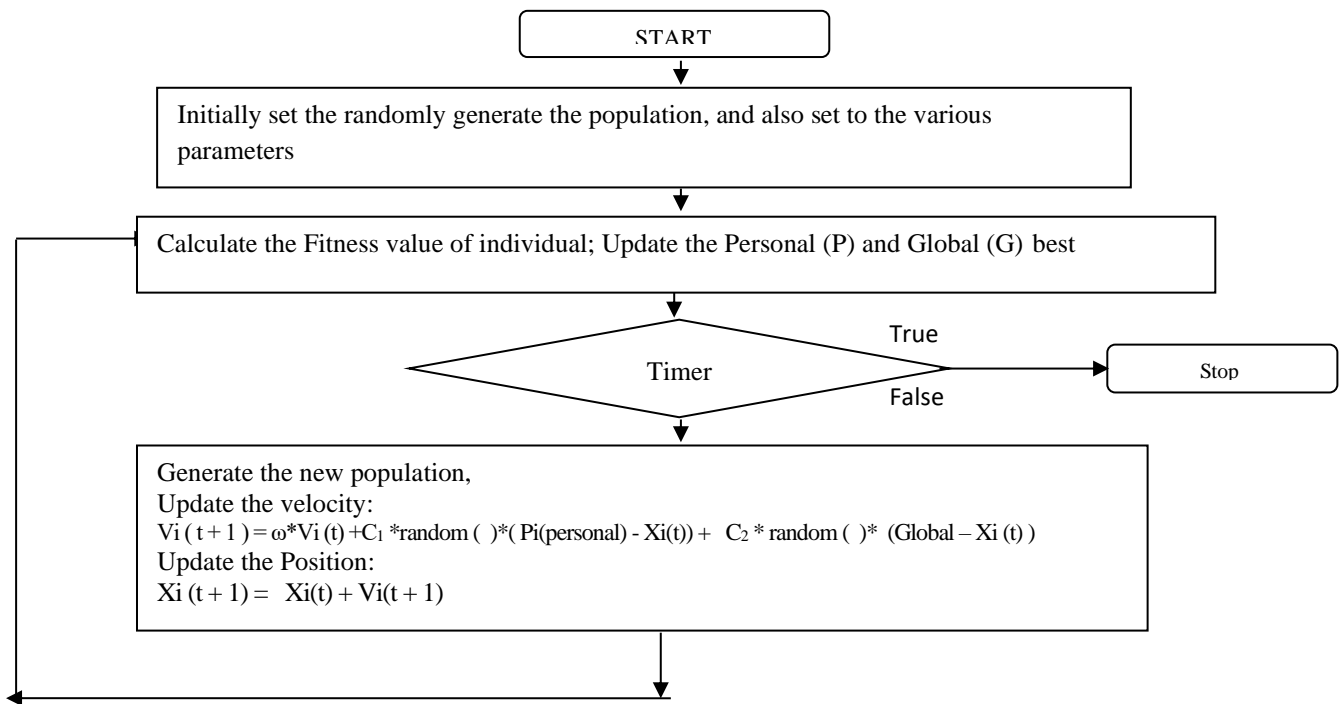 START
Initially set the randomly generate the population, and also set to the various
parameters
Calculate the Fitness value of individual; Update the Personal (P) and Global (G) best
True
Timer
Stop
False
Generate the new population,
Update the velocity:
Vi ( t + 1 ) = ω*Vi (t) +C₁ *random ( )*( Pi(personal) - Xi(t)) + C₂ * random ( )* (Global – Xi (t) )
Update the Position:
Xi (t + 1) = Xi(t) + Vi(t + 1)